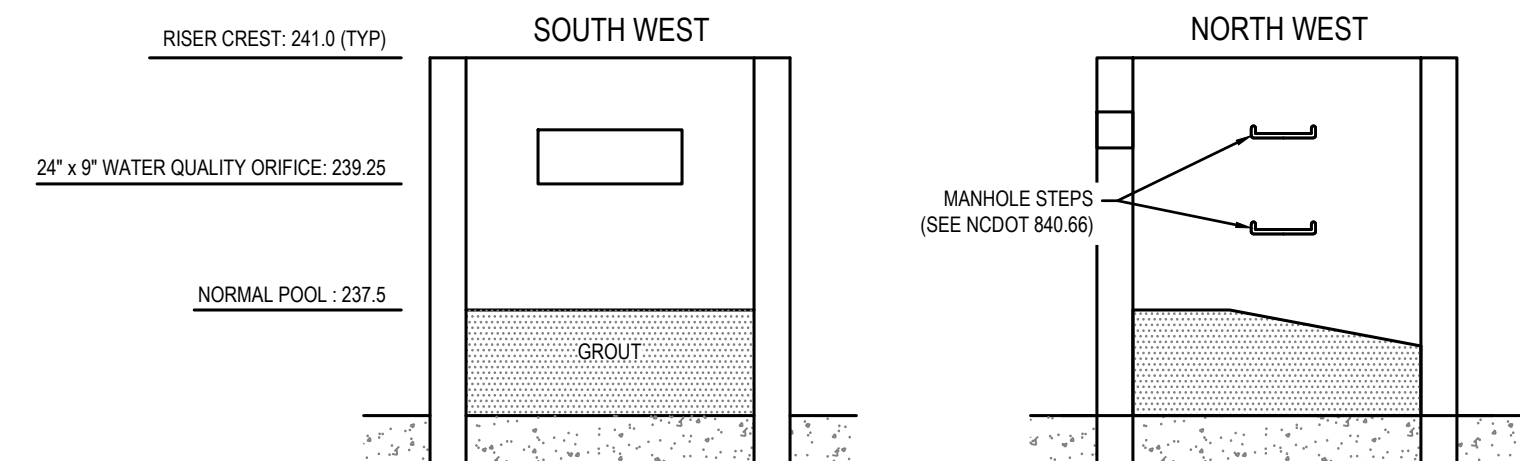 SOUTH WEST
RISER CREST: 241.0 (TYP)
24" x 9" WATER QUALITY ORIFICE: 239.25
NORMAL POOL : 237.5
GROUT
NORTH WEST
MANHOLE STEPS
(SEE NCDOT 840.66)